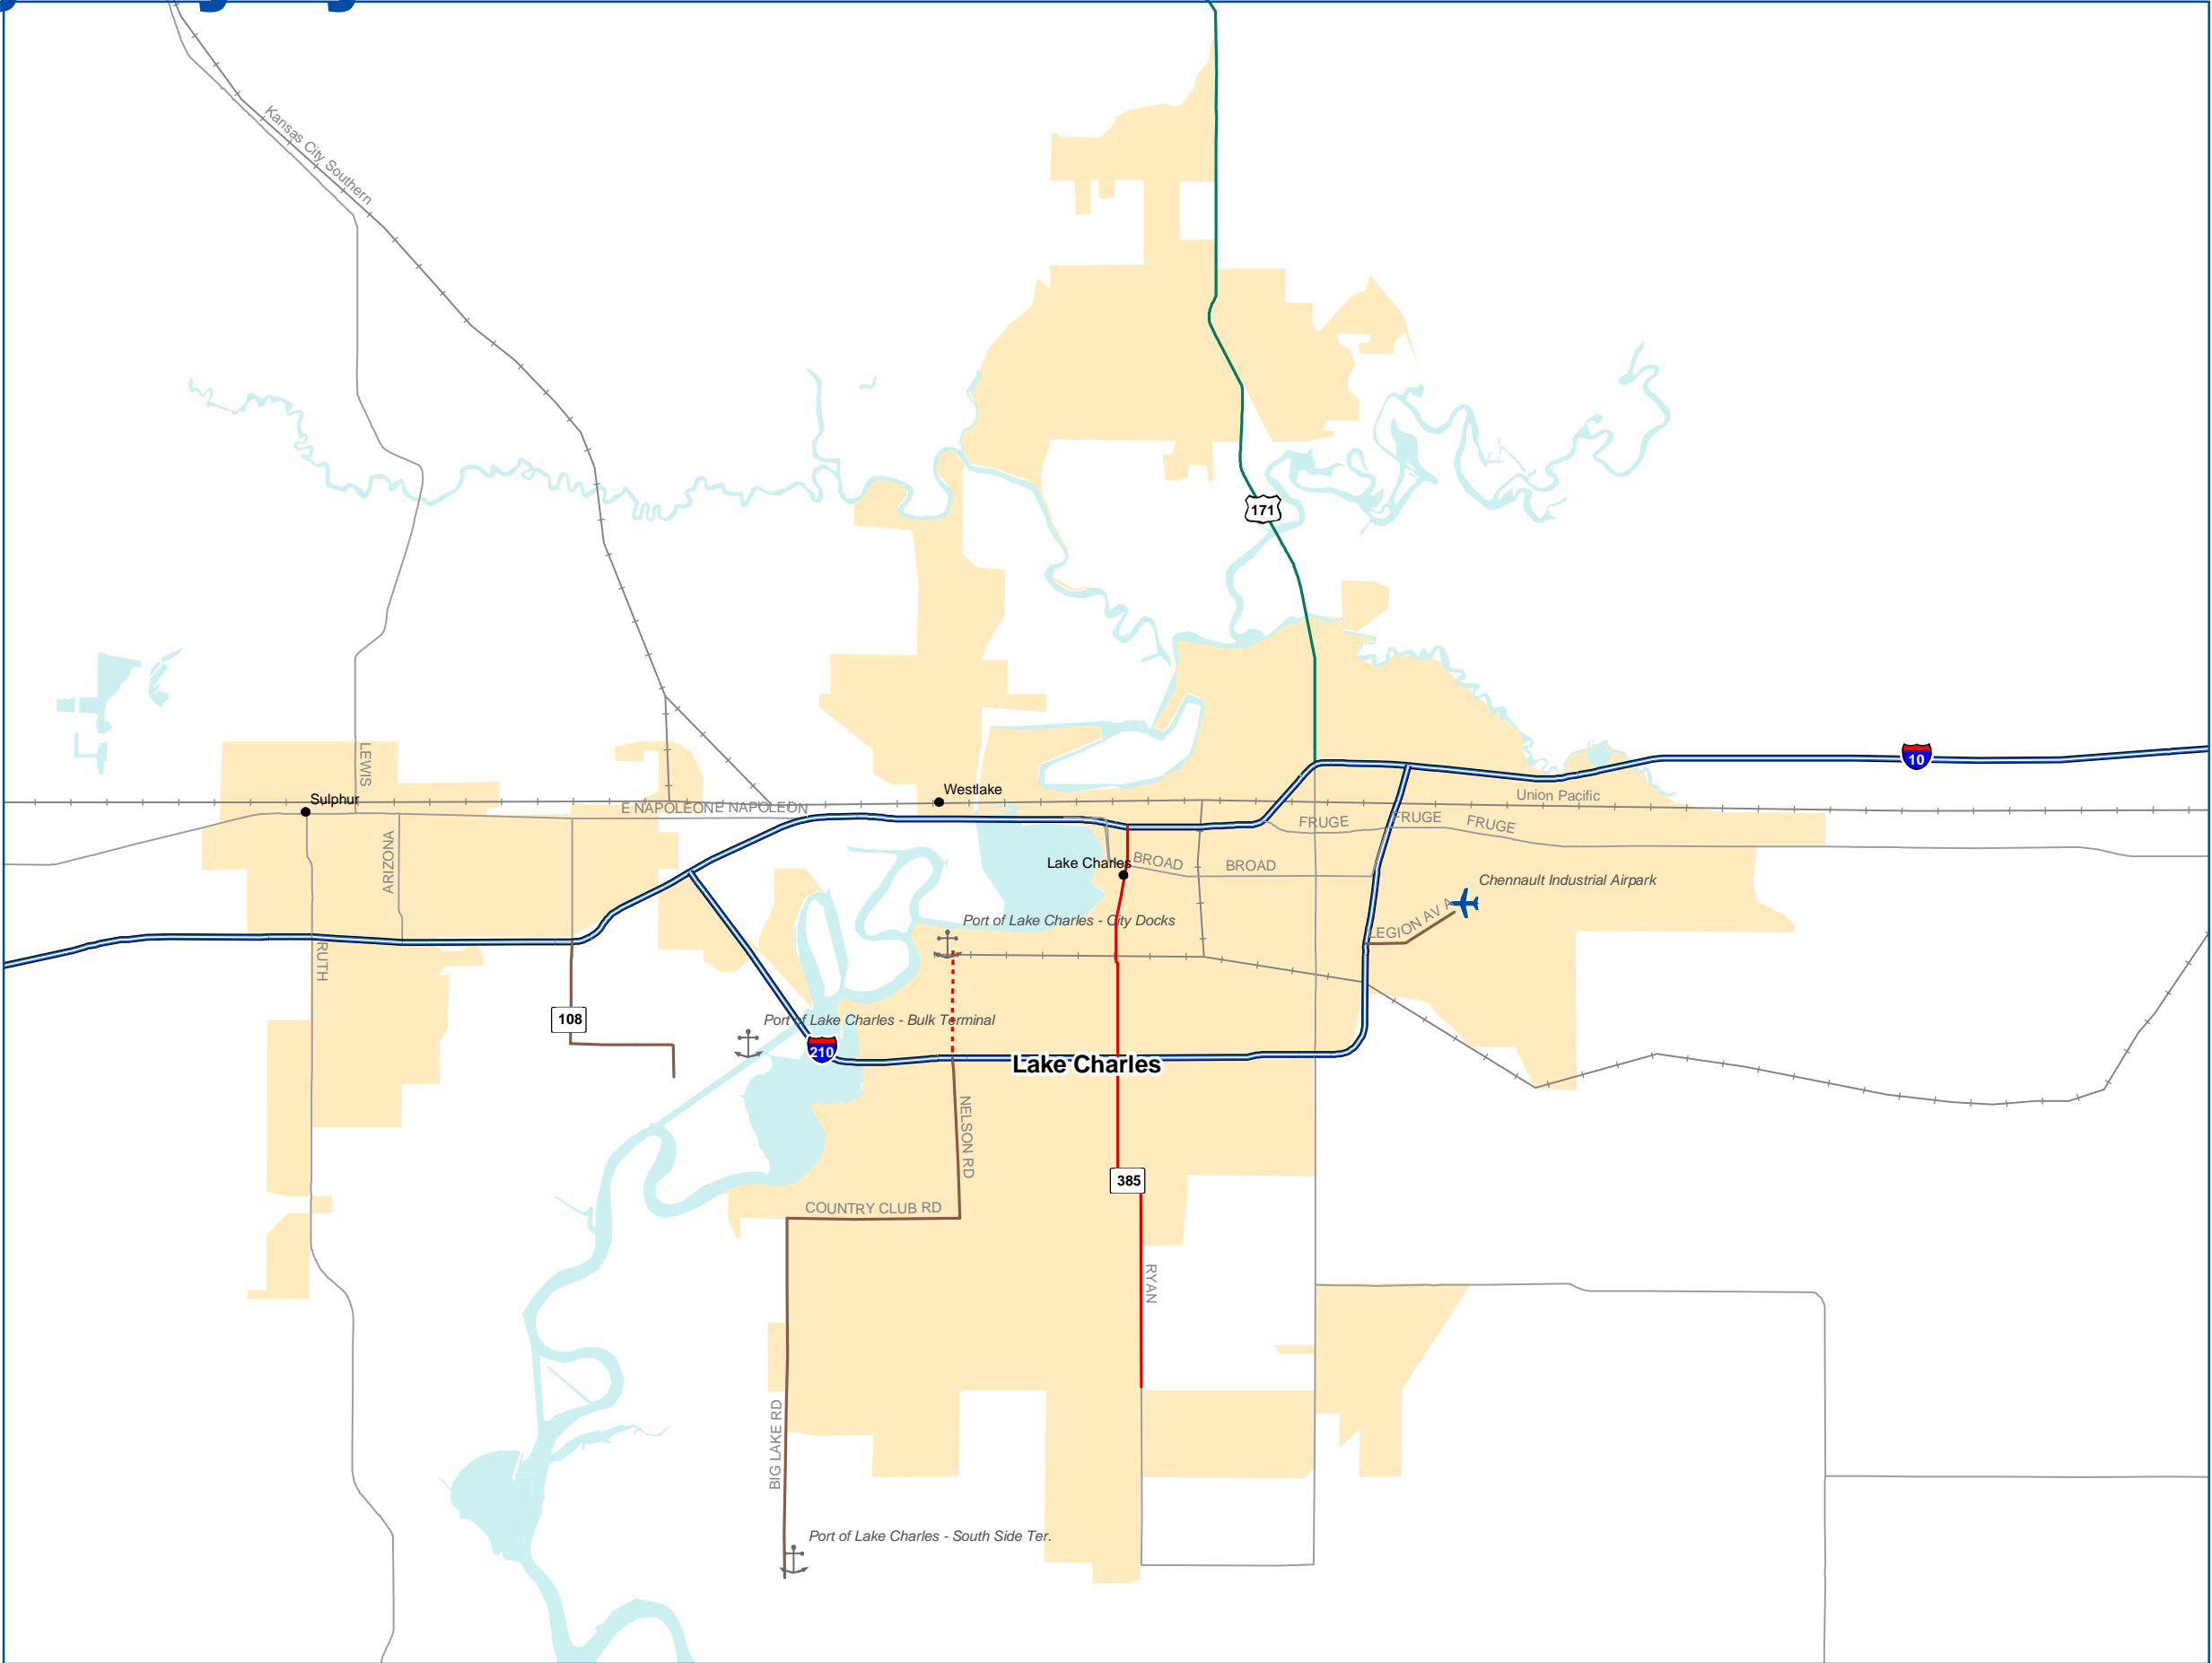 Kansas City Southern
171
LEWIS
10
Sulphur
E NAPOLEONE NAPOLEON
Westlake
Union Pacific
FRUGE
FRUGE
FRUGE
ARIZONA
Lake Charles
BROAD
BROAD
Chennault Industrial Airpark
Port of Lake Charles - City Docks
LEGION AV A
RUTH
108
Port of Lake Charles - Bulk Terminal
210
Lake Charles
NELSON RD
385
COUNTRY CLUB RD
RYAN
BIG LAKE RD
Port of Lake Charles - South Side Ter.